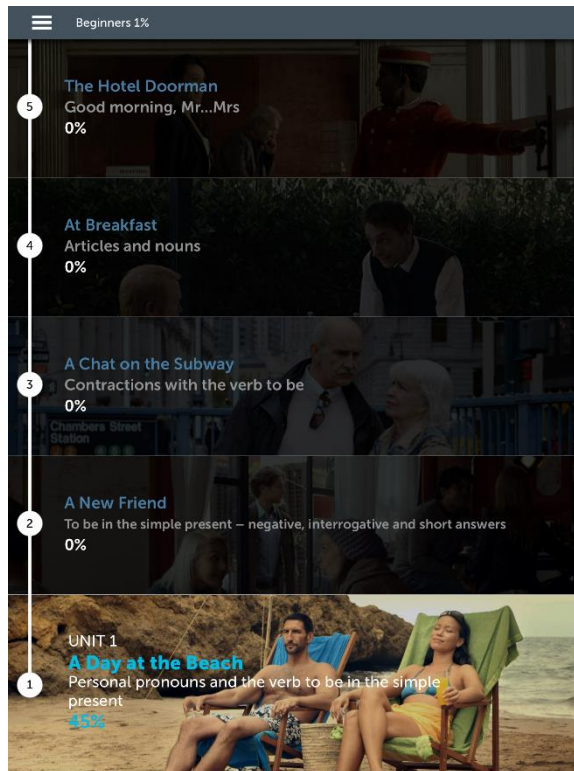 Beginners 1%
5
The Hotel Doorman
Good morning, Mr...Mrs
0%
4
At Breakfast
Articles and nouns
0%
3
A Chat on the Subway
Contractions with the verb to be
0%
Chambers Street
Station
2
A New Friend
To be in the simple present – negative, interrogative and short answers
0%
UNIT 1
A Day at the Beach
1
Personal pronouns and the verb to be in the simple
present
45%